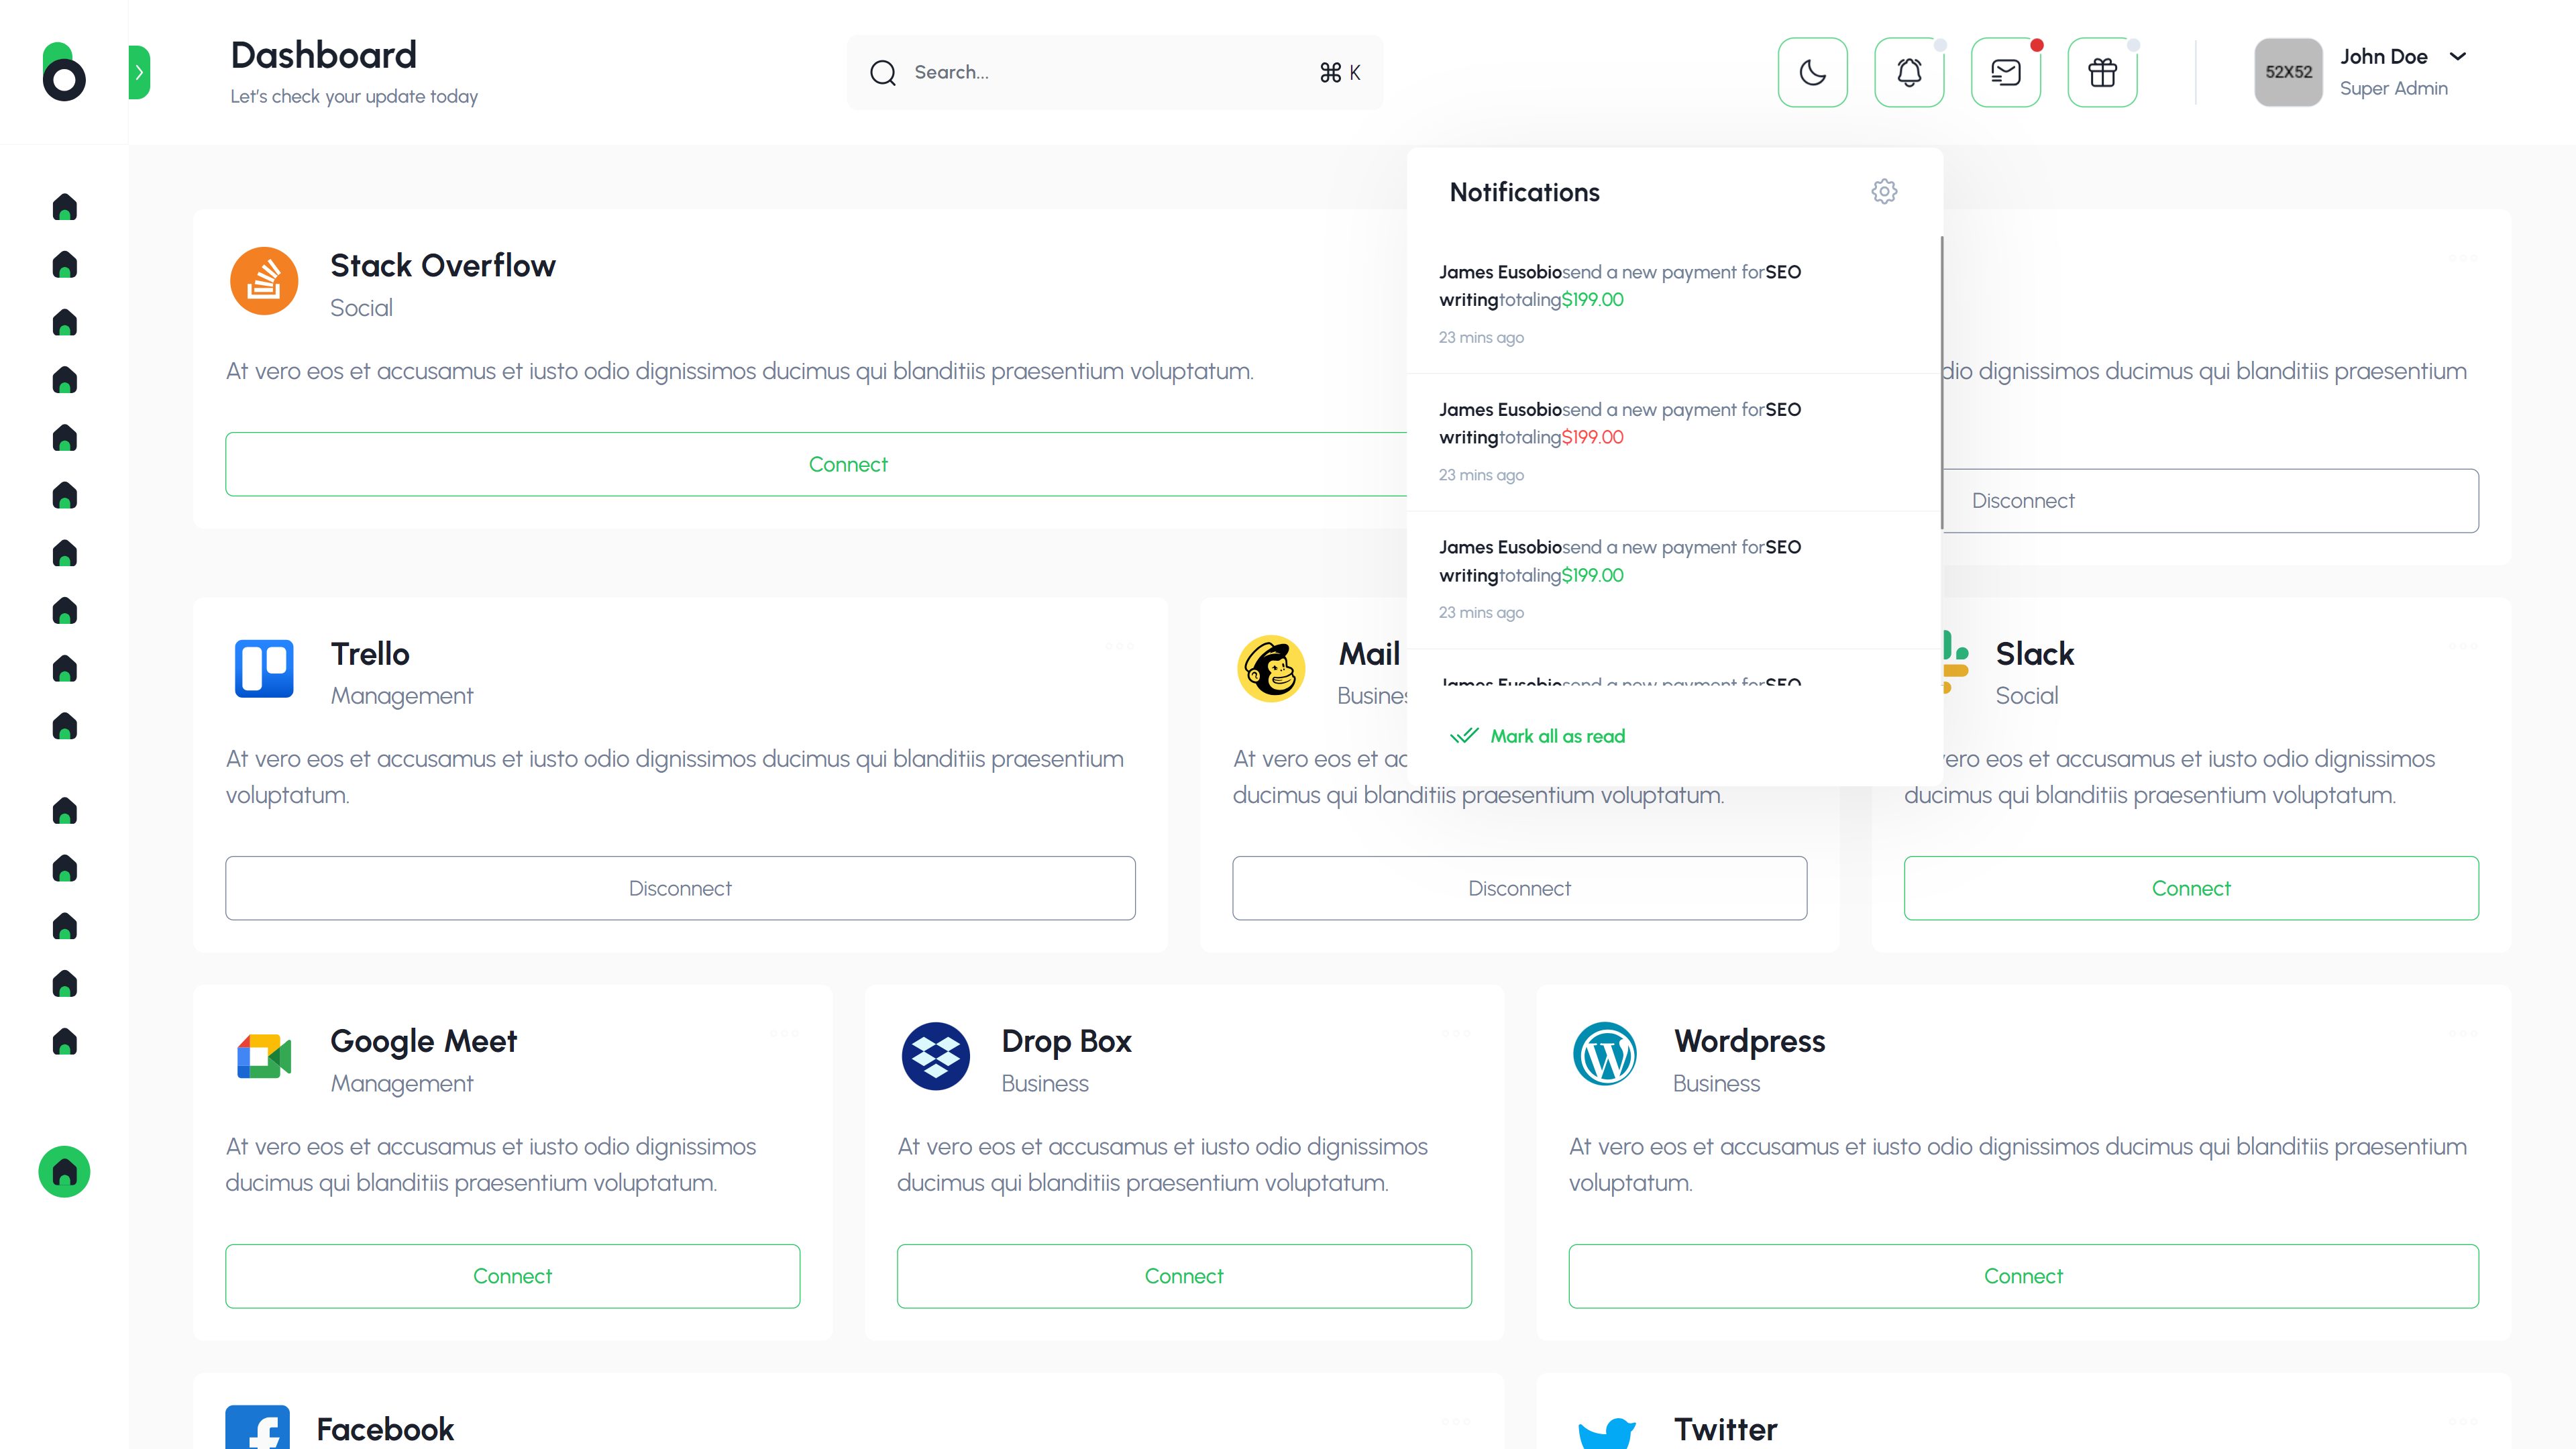 Dashboard
Let's check your update today
Search...
⌘ K
52X52
John Doe
Super Admin
Notifications
James Eusobiosend a new payment forSEO
writingtotaling$199.00
23 mins ago
James Eusobiosend a new payment forSEO
writingtotaling$199.00
23 mins ago
James Eusobiosend a new payment forSEO
writingtotaling$199.00
23 mins ago
James Eusobiosend a new payment forSEO
Mark all as read
Stack Overflow
Social
At vero eos et accusamus et iusto odio dignissimos ducimus qui blanditiis praesentium voluptatum.
Connect
dio dignissimos ducimus qui blanditiis praesentium
Disconnect
Trello
Management
At vero eos et accusamus et iusto odio dignissimos ducimus qui blanditiis praesentium
voluptatum.
Disconnect
Mail
Busines
At vero eos et ac
ducimus qui blanditiis praesentium voluptatum.
Disconnect
Slack
Social
vero eos et accusamus et iusto odio dignissimos
ducimus qui blanditiis praesentium voluptatum.
Connect
Google Meet
Management
At vero eos et accusamus et iusto odio dignissimos
ducimus qui blanditiis praesentium voluptatum.
Connect
Drop Box
Business
At vero eos et accusamus et iusto odio dignissimos
ducimus qui blanditiis praesentium voluptatum.
Connect
Wordpress
Business
At vero eos et accusamus et iusto odio dignissimos ducimus qui blanditiis praesentium
voluptatum.
Connect
Facebook
Twitter